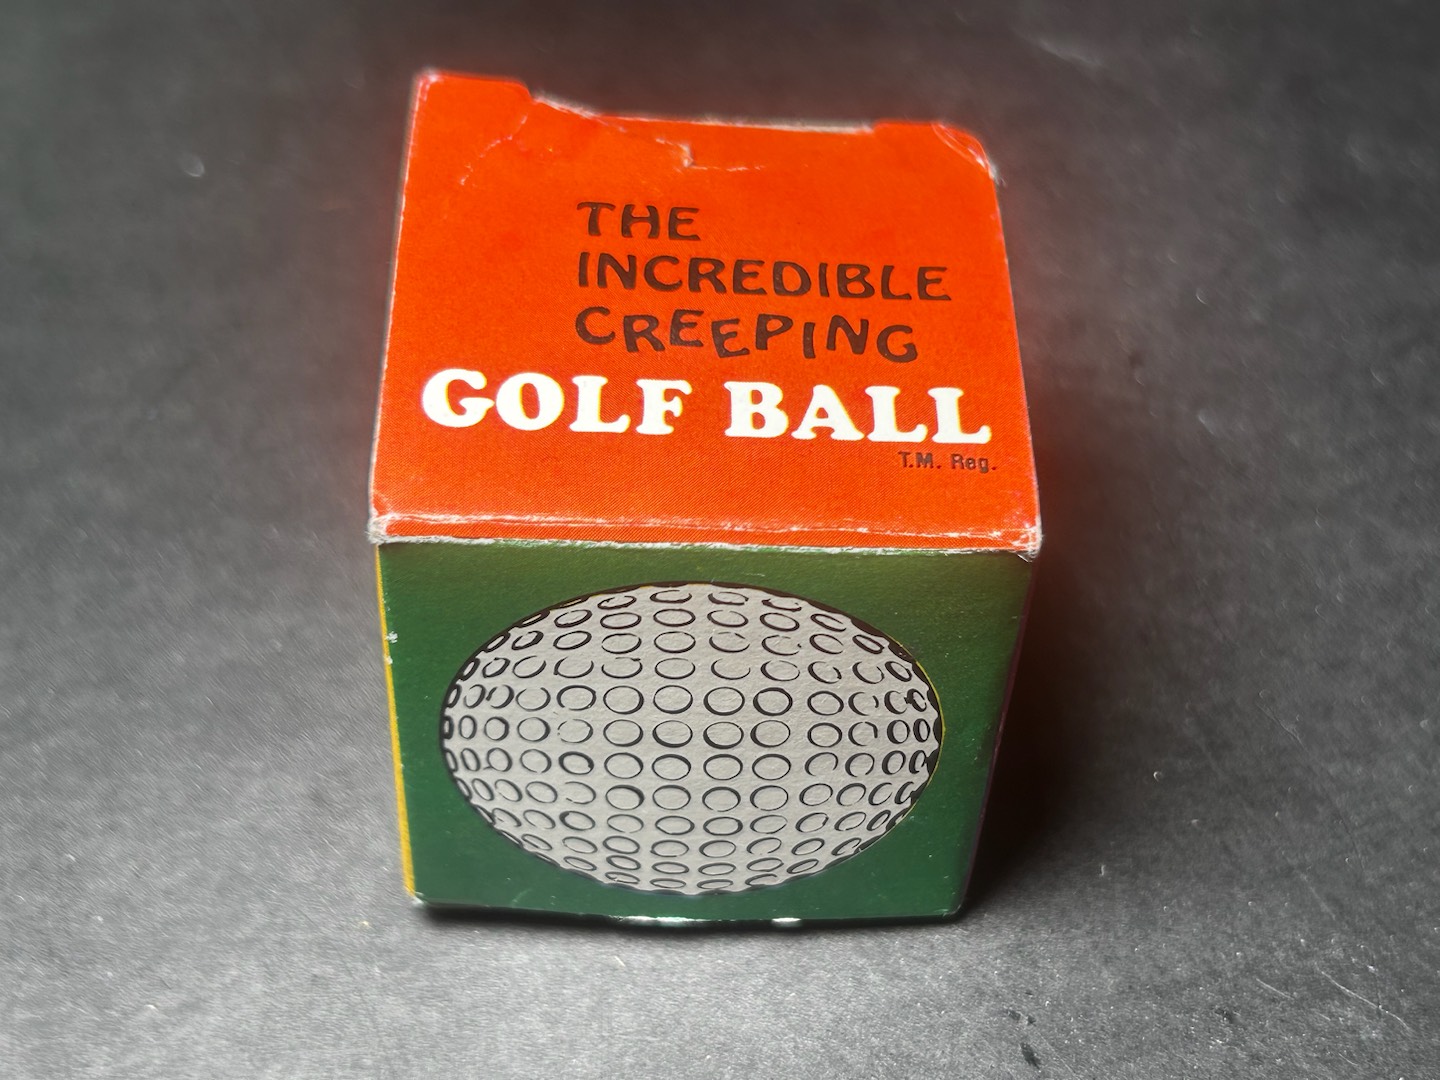 THE
INCREDIBLE
CREEPING
GOLF BALL
T.M. Reg.